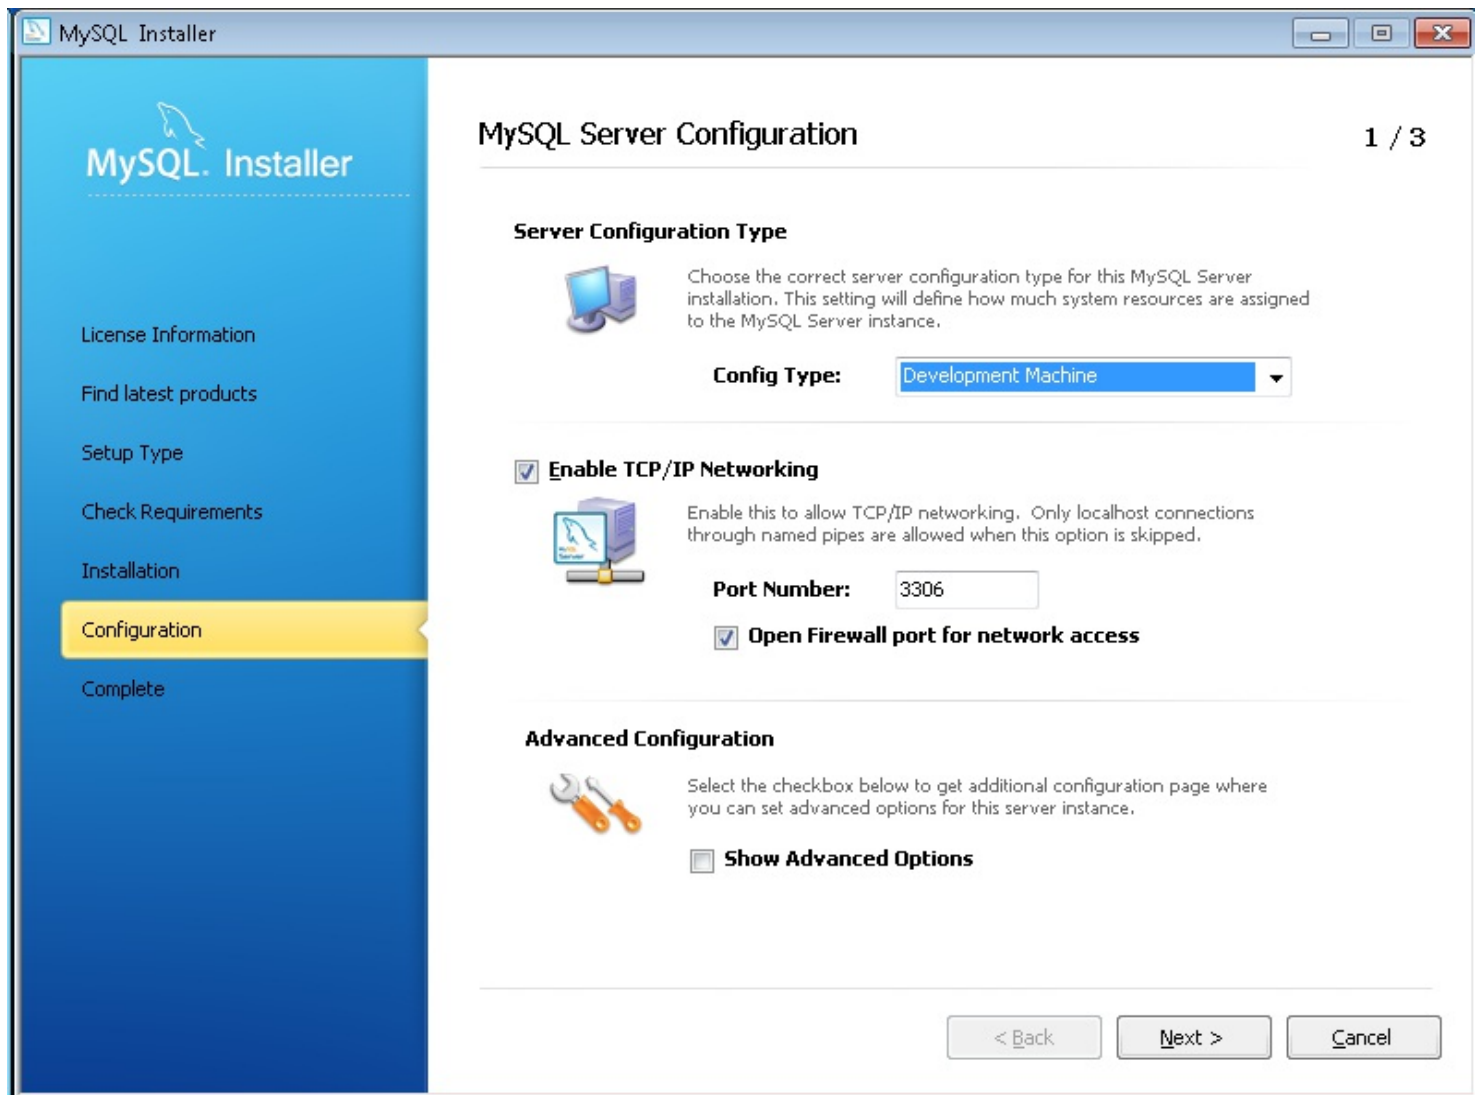 MySQL Installer
MySQL. Installer
License Information
Find latest products
Setup Type
Check Requirements
Installation
Configuration
Complete
MySQL Server Configuration
1 / 3
Server Configuration Type
Choose the correct server configuration type for this MySQL Server
installation. This setting will define how much system resources are assigned
to the MySQL Server instance.
Config Type:
Development Machine
Enable TCP/IP Networking
Enable this to allow TCP/IP networking. Only localhost connections
through named pipes are allowed when this option is skipped.
Port Number:
3306
Open Firewall port for network access
Advanced Configuration
Select the checkbox below to get additional configuration page where
you can set advanced options for this server instance.
Show Advanced Options
< Back
Next >
Cancel